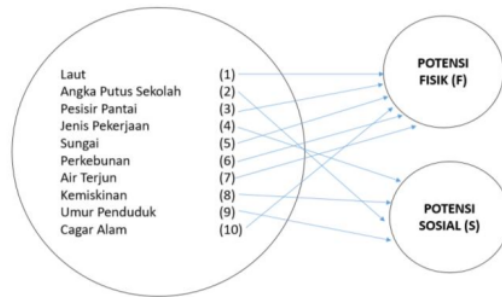 Laut (1)
Angka Putus Sekolah (2)
Pesisir Pantai (3)
Jenis Pekerjaan (4)
Sungai (5)
Perkebunan (6)
Air Terjun (7)
Kemiskinan (8)
Umur Penduduk (9)
Cagar Alam (10)
POTENSI
FISIK (F)
POTENSI
SOSIAL (S)